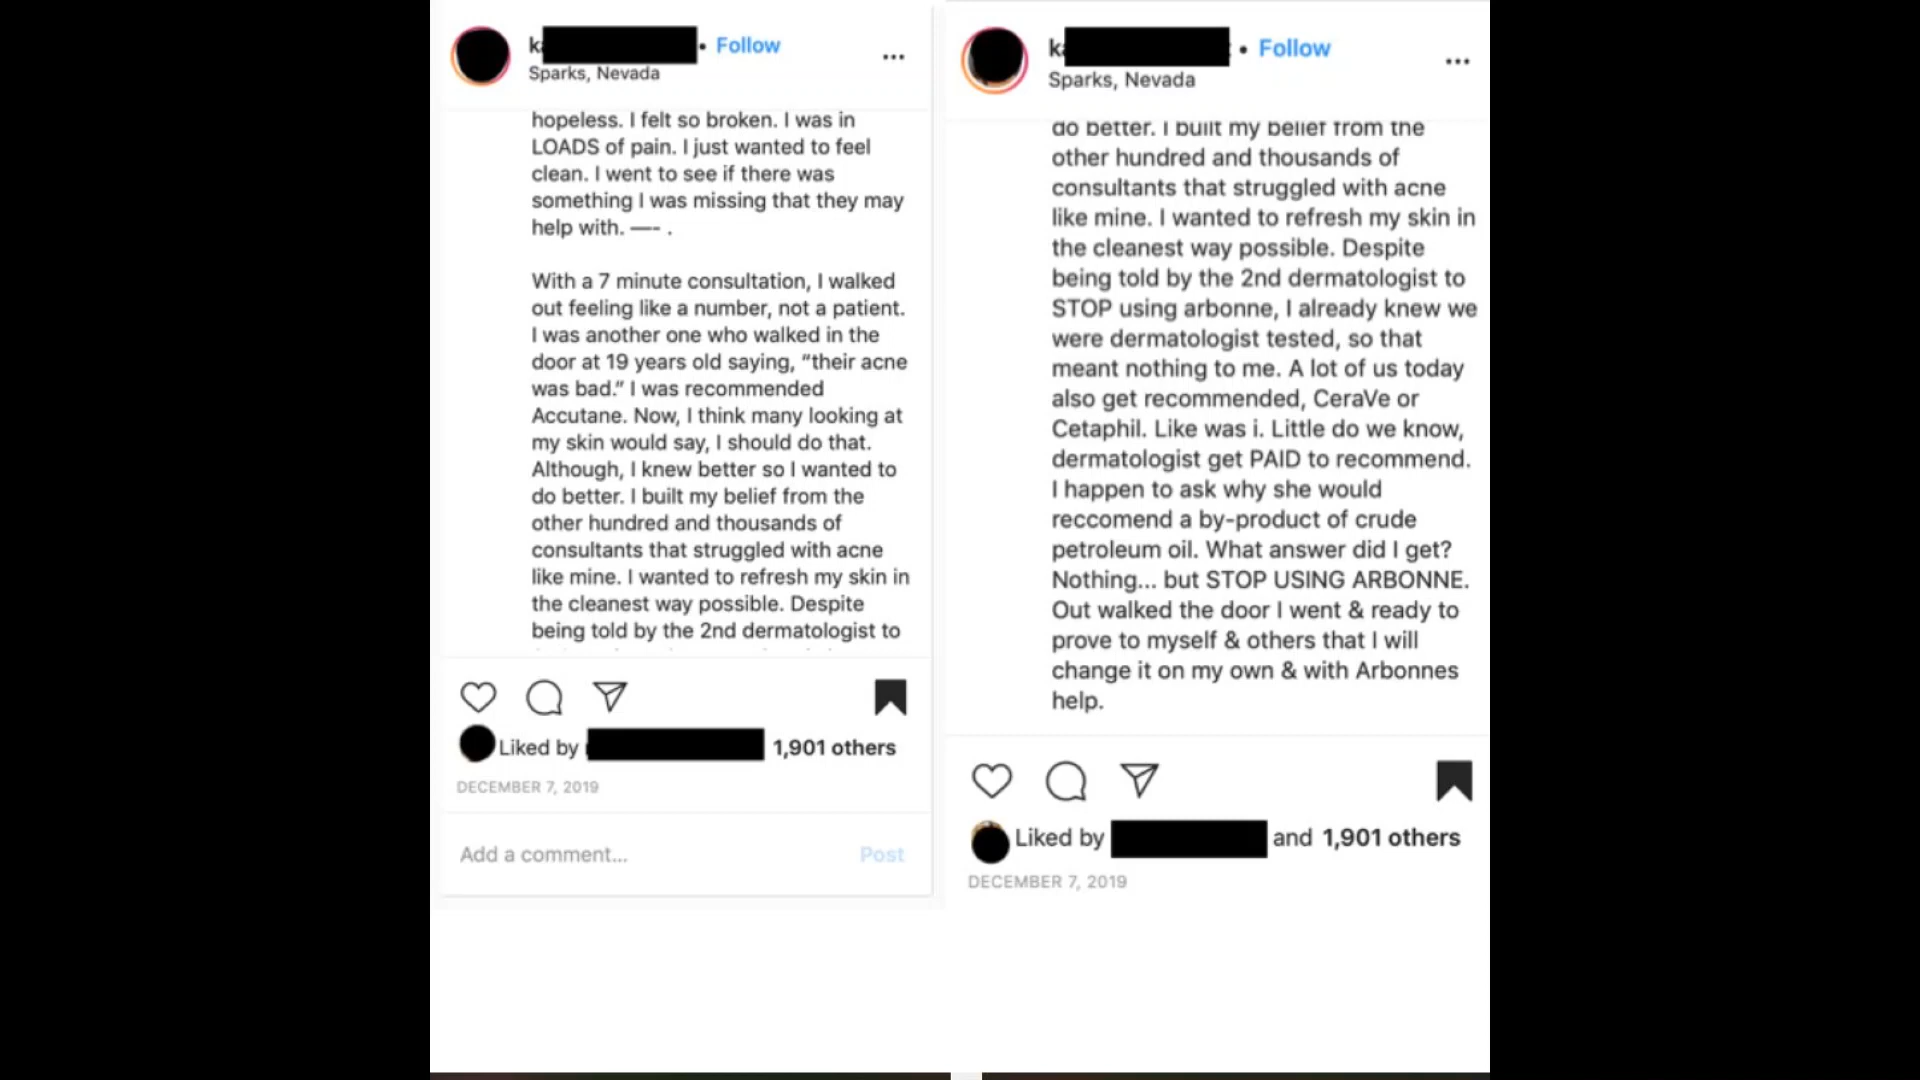 k
• Follow
Sparks, Nevada
hopeless. I felt so broken. I was in
LOADS of pain. I just wanted to feel
clean. I went to see if there was
something I was missing that they may
help with. —- .
With a 7 minute consultation, I walked
out feeling like a number, not a patient.
I was another one who walked in the
door at 19 years old saying, “their acne
was bad.” I was recommended
Accutane. Now, I think many looking at
my skin would say, I should do that.
Although, I knew better so I wanted to
do better. I built my belief from the
other hundred and thousands of
consultants that struggled with acne
like mine. I wanted to refresh my skin in
the cleanest way possible. Despite
being told by the 2nd dermatologist to
Liked by 1,901 others
DECEMBER 7, 2019
Add a comment... Post
ka
• Follow
Sparks, Nevada
do better. I built my belief from the
other hundred and thousands of
consultants that struggled with acne
like mine. I wanted to refresh my skin in
the cleanest way possible. Despite
being told by the 2nd dermatologist to
STOP using arbonne, I already knew we
were dermatologist tested, so that
meant nothing to me. A lot of us today
also get recommended, CeraVe or
Cetaphil. Like was i. Little do we know,
dermatologist get PAID to recommend.
I happen to ask why she would
reccomend a by-product of crude
petroleum oil. What answer did I get?
Nothing... but STOP USING ARBONNE.
Out walked the door I went & ready to
prove to myself & others that I will
change it on my own & with Arbonnes
help.
Liked by and 1,901 others
DECEMBER 7, 2019